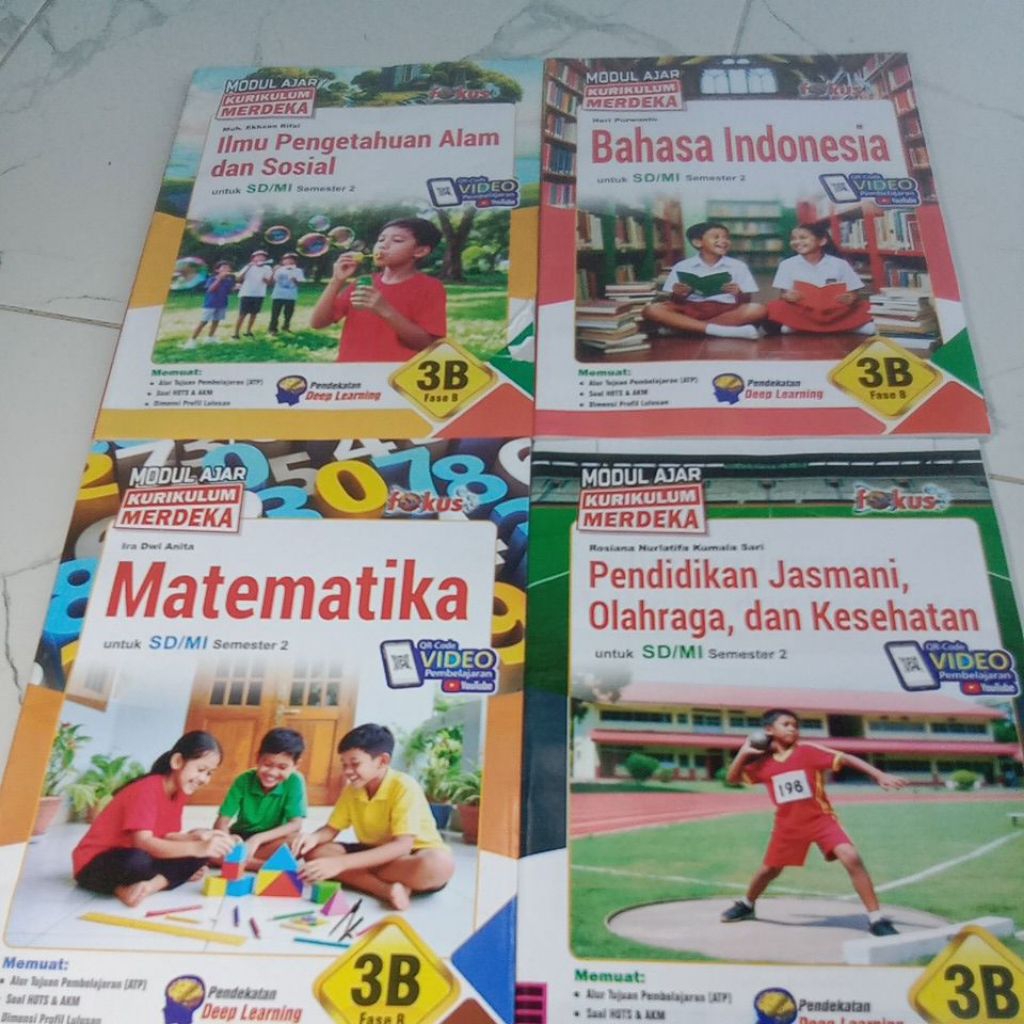 MODUL AJAR
KURIKULUM
MERDEKA
fokus
Moh. Ekhsan Rifai
Ilmu Pengetahuan Alam
dan Sosial
untuk SD/MI Semester 2
QR-Code
VIDEO
Pembelajaran
YouTube
Memuat:
• Alur Tujuan Pembelajaran (ATP)
• Soal HOTS & AKM
• Dimensi Profil Lulusan
Pendekatan
Deep Learning
3B
Fase B
MODUL AJAR
KURIKULUM
MERDEKA
fokus
Heri Purwanto
Bahasa Indonesia
untuk SD/MI Semester 2
QR-Code
VIDEO
Pembelajaran
YouTube
Memuat:
• Alur Tujuan Pembelajaran (ATP)
• Soal HOTS & AKM
• Dimensi Profil Lulusan
Pendekatan
Deep Learning
3B
Fase B
MODUL AJAR
KURIKULUM
MERDEKA
fokus
Ira Dwi Anita
Matematika
untuk SD/MI Semester 2
QR-Code
VIDEO
Pembelajaran
YouTube
Memuat:
• Alur Tujuan Pembelajaran (ATP)
• Soal HOTS & AKM
Dimensi Profil Lulusan
Pendekatan
Deep Learning
3B
Fase B
MODUL AJAR
KURIKULUM
MERDEKA
fokus
Rosiana Nurlatifa Kumala Sari
Pendidikan Jasmani,
Olahraga, dan Kesehatan
untuk SD/MI Semester 2
QR-Code
VIDEO
Pembelajaran
YouTube
198
Memuat:
• Alur Tujuan Pembelajaran (ATP)
• Soal HOTS & AKM
Pendekatan
Deep Learning
3B